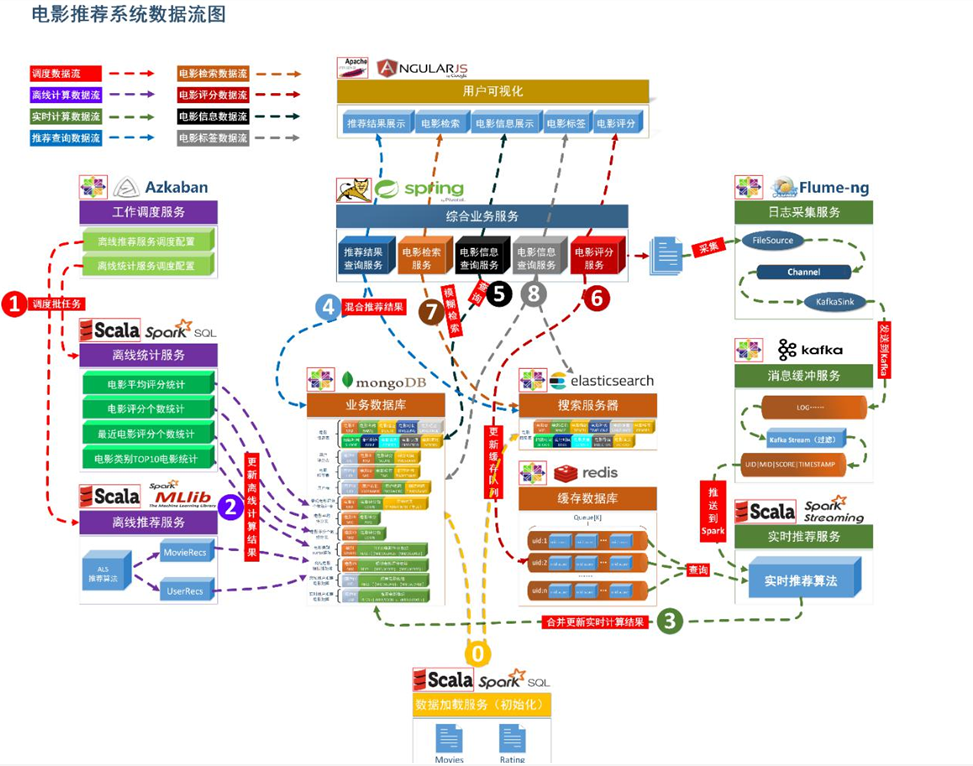 电影推荐系统数据流图
调度数据流
电影检索数据流
离线计算数据流
电影评分数据流
实时计算数据流
电影信息数据流
推荐查询数据流
电影标签数据流
Apache
ANGULARJS
by Google
用户可视化
推荐结果展示
电影检索
电影信息展示
电影标签
电影评分
Azkaban
工作调度服务
离线推荐服务调度配置
离线统计服务调度配置
spring
综合业务服务
推荐结果
查询服务
电影检索
服务
电影信息
查询服务
电影信息
查询服务
电影评分
服务
采集
Flume-ng
日志采集服务
FileSource
Channel
KafkaSink
1
调度批任务
4
混合推荐结果
7
模糊检索
查询
5
8
6
发送到Kafka
Scala
Spark SQL
离线统计服务
电影平均评分统计
电影评分个数统计
最近电影评分个数统计
电影类别TOP10电影统计
mongoDB
业务数据库
elasticsearch
搜索服务器
kafka
消息缓冲服务
LOG······
Kafka Stream（过滤）
UID|MID|SCORE|TIMESTAMP
更新缓存队列
redis
缓存数据库
Queue[K]
uid:1
uid:2
uid:n
更新离线计算结果
2
Scala
Spark
MLlib
The Machine Learning Library
离线推荐服务
ALS
推荐算法
MovieRecs
UserRecs
推送到Spark
查询
Scala
Spark
Streaming
实时推荐服务
实时推荐算法
合并更新实时计算结果
3
0
Scala
Spark SQL
数据加载服务（初始化）
Movies
Rating